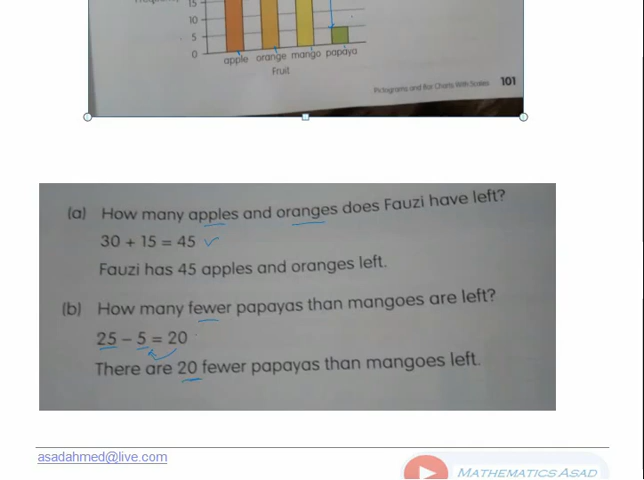 15
10
5
0
apple orange mango papaya
Fruit
Pictograms and Bar Charts With Scales 101
(a) How many apples and oranges does Fauzi have left?
30 + 15 = 45
Fauzi has 45 apples and oranges left.
(b) How many fewer papayas than mangoes are left?
25 – 5 = 20
There are 20 fewer papayas than mangoes left.
asadahmed@live.com
MATHEMATICS ASAD